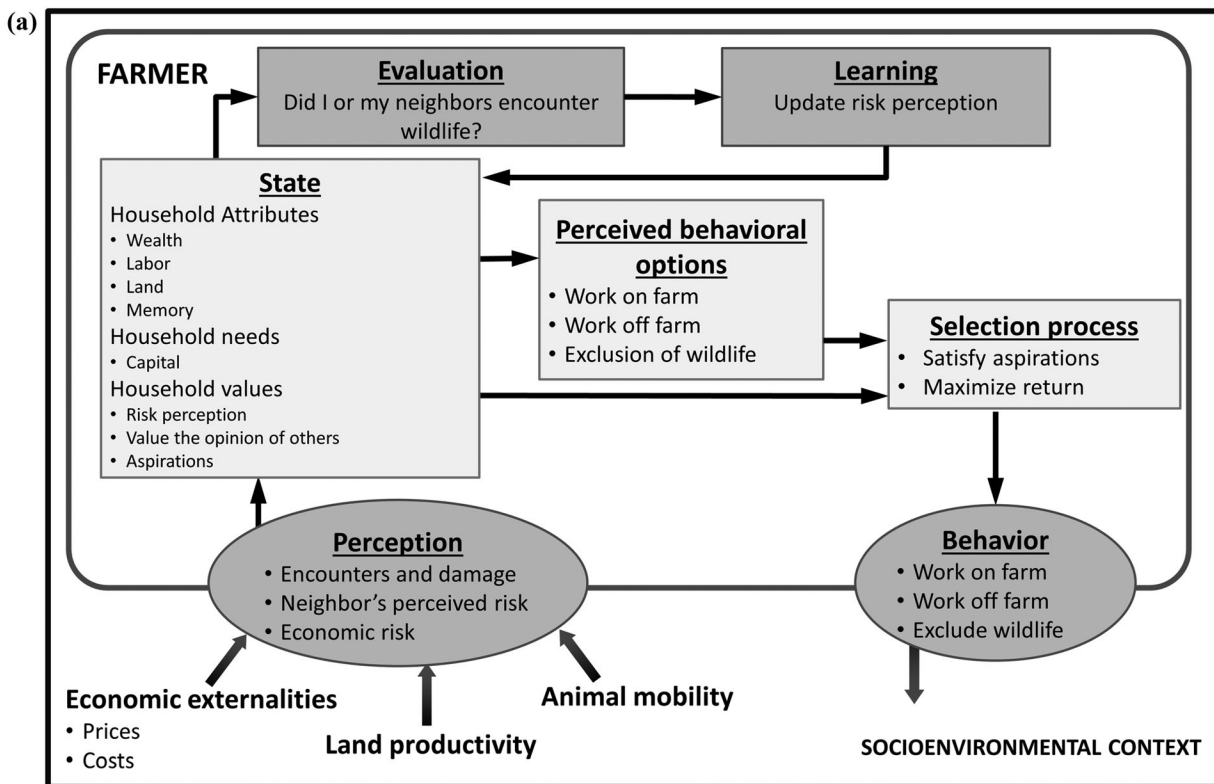 (a)
FARMER
Evaluation
Did I or my neighbors encounter
wildlife?
Learning
Update risk perception
State
Household Attributes
• Wealth
• Labor
• Land
• Memory
Household needs
• Capital
Household values
• Risk perception
• Value the opinion of others
• Aspirations
Perceived behavioral
options
• Work on farm
• Work off farm
• Exclusion of wildlife
Selection process
• Satisfy aspirations
• Maximize return
Perception
• Encounters and damage
• Neighbor's perceived risk
• Economic risk
Behavior
• Work on farm
• Work off farm
• Exclude wildlife
Economic externalities
• Prices
• Costs
Land productivity
Animal mobility
SOCIOENVIRONMENTAL CONTEXT